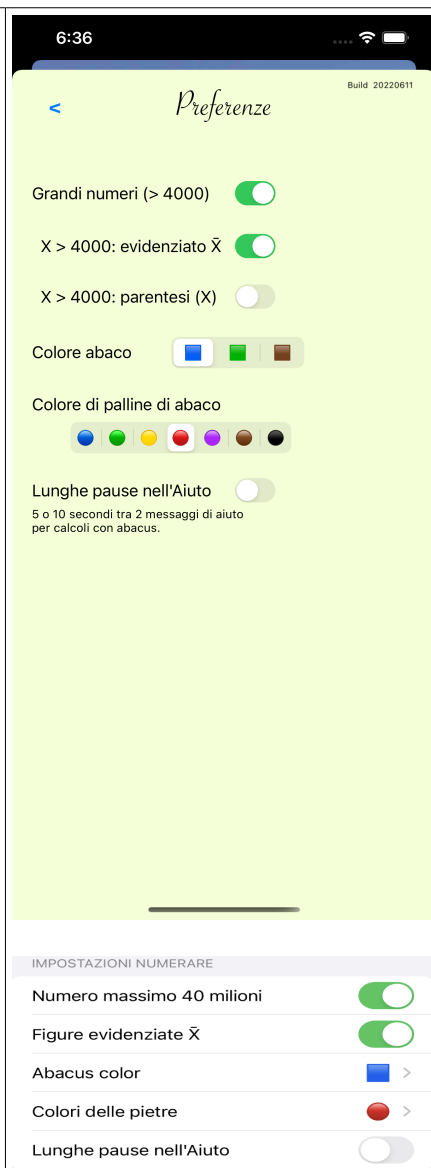 6:36
Build 20220611
<
Preferenze
Grandi numeri (> 4000)
X > 4000: evidenziato X̄
X > 4000: parentesi (X)
Colore abaco
Colore di palline di abaco
Lunghe pause nell'Aiuto
5 o 10 secondi tra 2 messaggi di aiuto
per calcoli con abacus.
IMPOSTAZIONI NUMERARE
Numero massimo 40 milioni
Figure evidenziate X̄
Abacus color
>
Colori delle pietre
>
Lunghe pause nell'Aiuto